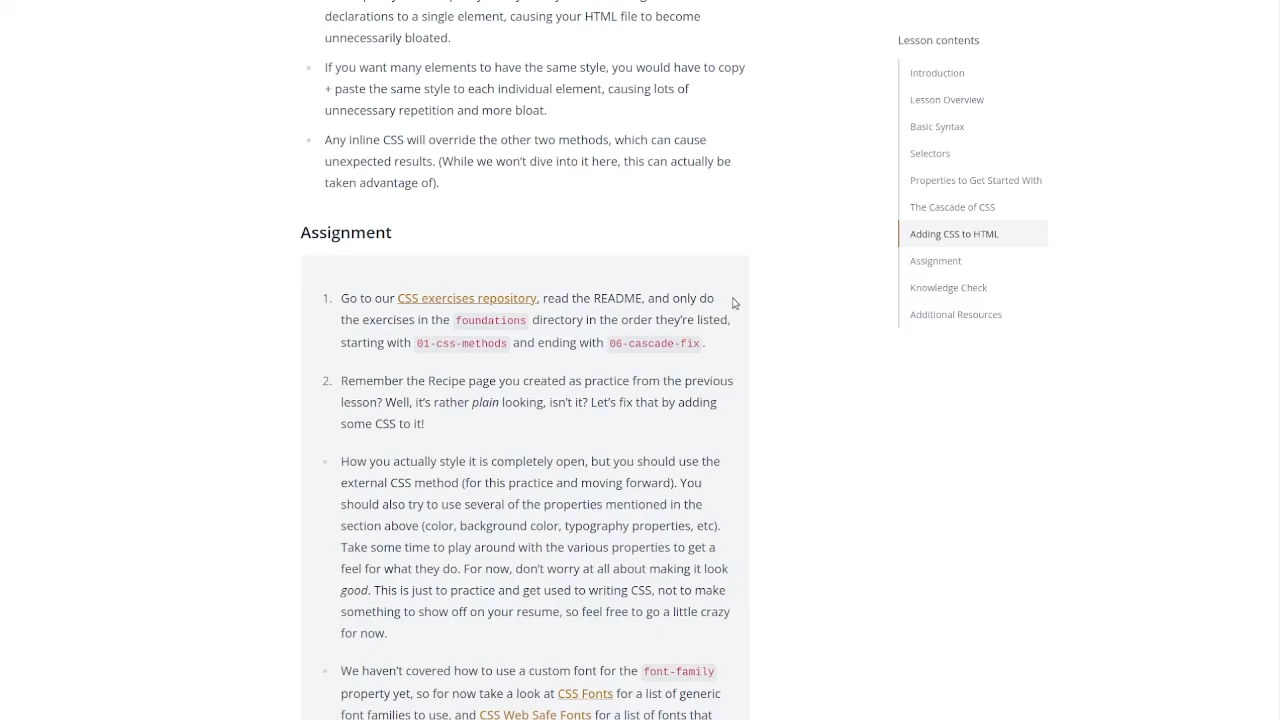 declarations to a single element, causing your HTML file to become
unnecessarily bloated.
If you want many elements to have the same style, you would have to copy
+ paste the same style to each individual element, causing lots of
unnecessary repetition and more bloat.
Any inline CSS will override the other two methods, which can cause
unexpected results. (While we won’t dive into it here, this can actually be
taken advantage of).
Assignment
1. Go to our CSS exercises repository, read the README, and only do
the exercises in the foundations directory in the order they’re listed,
starting with 01-css-methods and ending with 06-cascade-fix.
2. Remember the Recipe page you created as practice from the previous
lesson? Well, it’s rather plain looking, isn’t it? Let’s fix that by adding
some CSS to it!
How you actually style it is completely open, but you should use the
external CSS method (for this practice and moving forward). You
should also try to use several of the properties mentioned in the
section above (color, background color, typography properties, etc).
Take some time to play around with the various properties to get a
feel for what they do. For now, don’t worry at all about making it look
good. This is just to practice and get used to writing CSS, not to make
something to show off on your resume, so feel free to go a little crazy
for now.
We haven’t covered how to use a custom font for the font-family
property yet, so for now take a look at CSS Fonts for a list of generic
font families to use, and CSS Web Safe Fonts for a list of fonts that
Lesson contents
Introduction
Lesson Overview
Basic Syntax
Selectors
Properties to Get Started With
The Cascade of CSS
Adding CSS to HTML
Assignment
Knowledge Check
Additional Resources